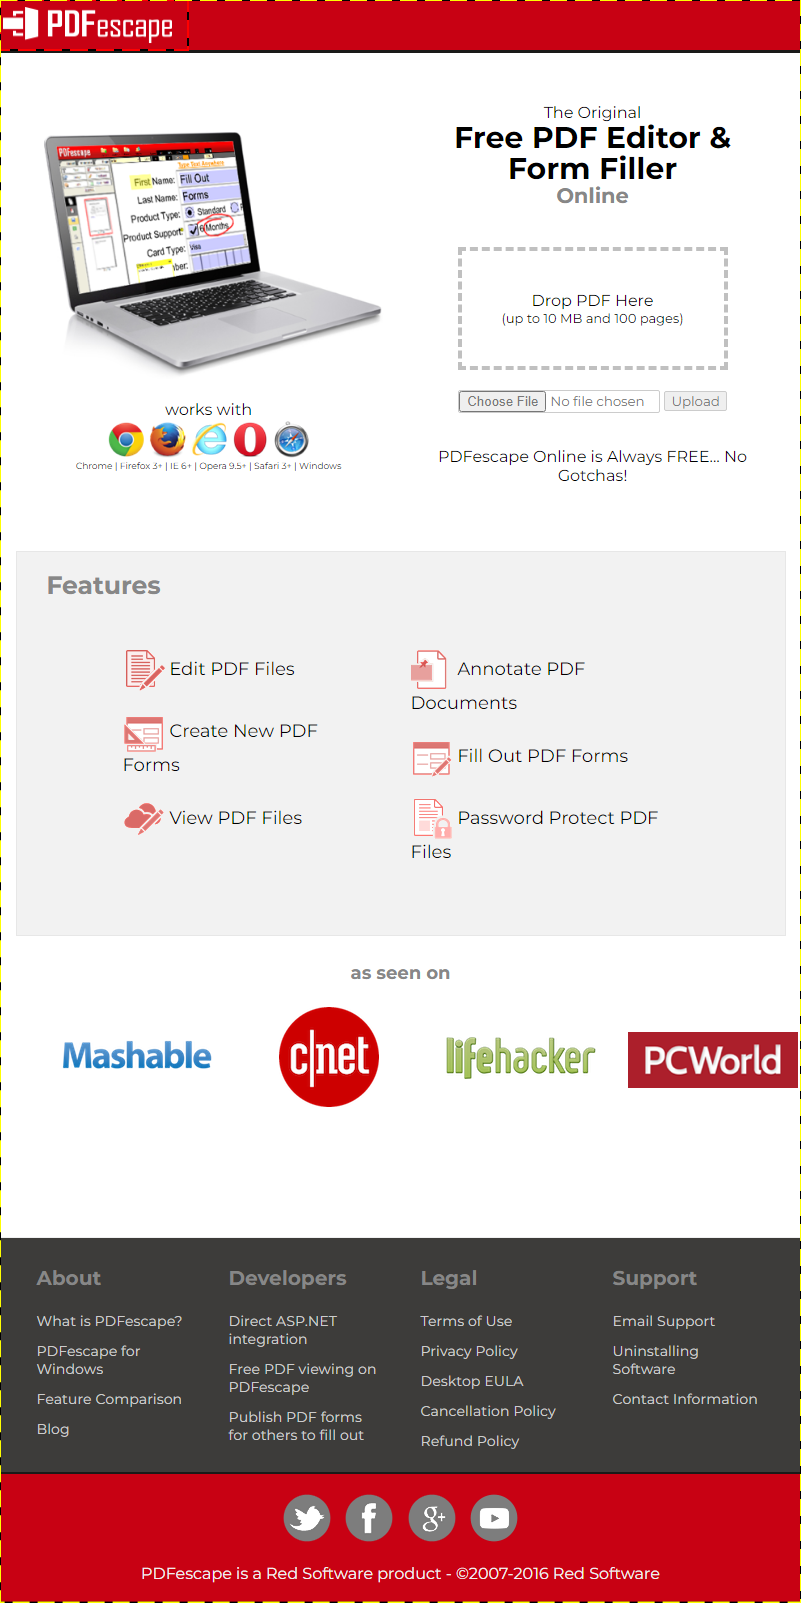 PDFescape
The Original
Free PDF Editor &
Form Filler
Online
PDFescape
Type Text Anywhere
First Name: Fill Out
Last Name: Forms
Product Type: Standard
Product Support: 6 Months
Card Type: Visa
Drop PDF Here
(up to 10 MB and 100 pages)
Choose File No file chosen Upload
works with
Chrome | Firefox 3+ | IE 6+ | Opera 9.5+ | Safari 3+ | Windows
PDFescape Online is Always FREE... No
Gotchas!
Features
Edit PDF Files
Create New PDF
Forms
View PDF Files
Annotate PDF
Documents
Fill Out PDF Forms
Password Protect PDF
Files
as seen on
Mashable
c|net
lifehacker
PCWorld
About
What is PDFescape?
PDFescape for
Windows
Feature Comparison
Blog
Developers
Direct ASP.NET
integration
Free PDF viewing on
PDFescape
Publish PDF forms
for others to fill out
Legal
Terms of Use
Privacy Policy
Desktop EULA
Cancellation Policy
Refund Policy
Support
Email Support
Uninstalling
Software
Contact Information
PDFescape is a Red Software product - ©2007-2016 Red Software